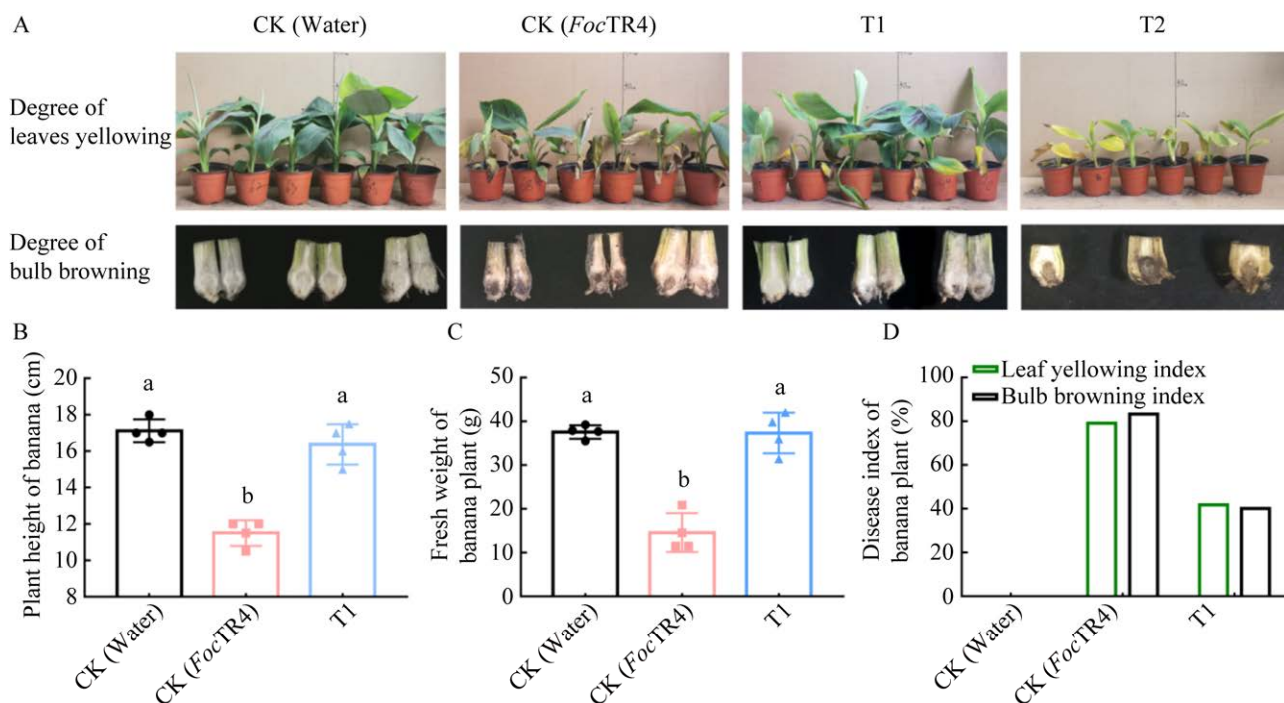 A
CK (Water)
CK (FocTR4)
T1
T2
Degree of
leaves yellowing
Degree of
bulb browning
B
Plant height of banana (cm)
20
18
16
14
12
10
8
a
b
a
CK (Water)
CK (FocTR4)
T1
C
Fresh weight of
banana plant (g)
50
40
30
20
10
0
a
b
a
CK (Water)
CK (FocTR4)
T1
D
Disease index of
banana plant (%)
100
80
60
40
20
0
Leaf yellowing index
Bulb browning index
CK (Water)
CK (FocTR4)
T1